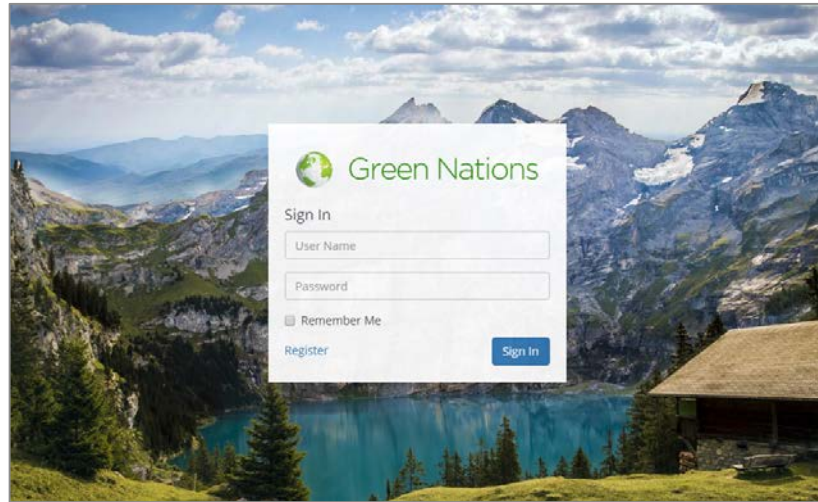 Green Nations
Sign In
User Name
Password
Remember Me
Register
Sign In